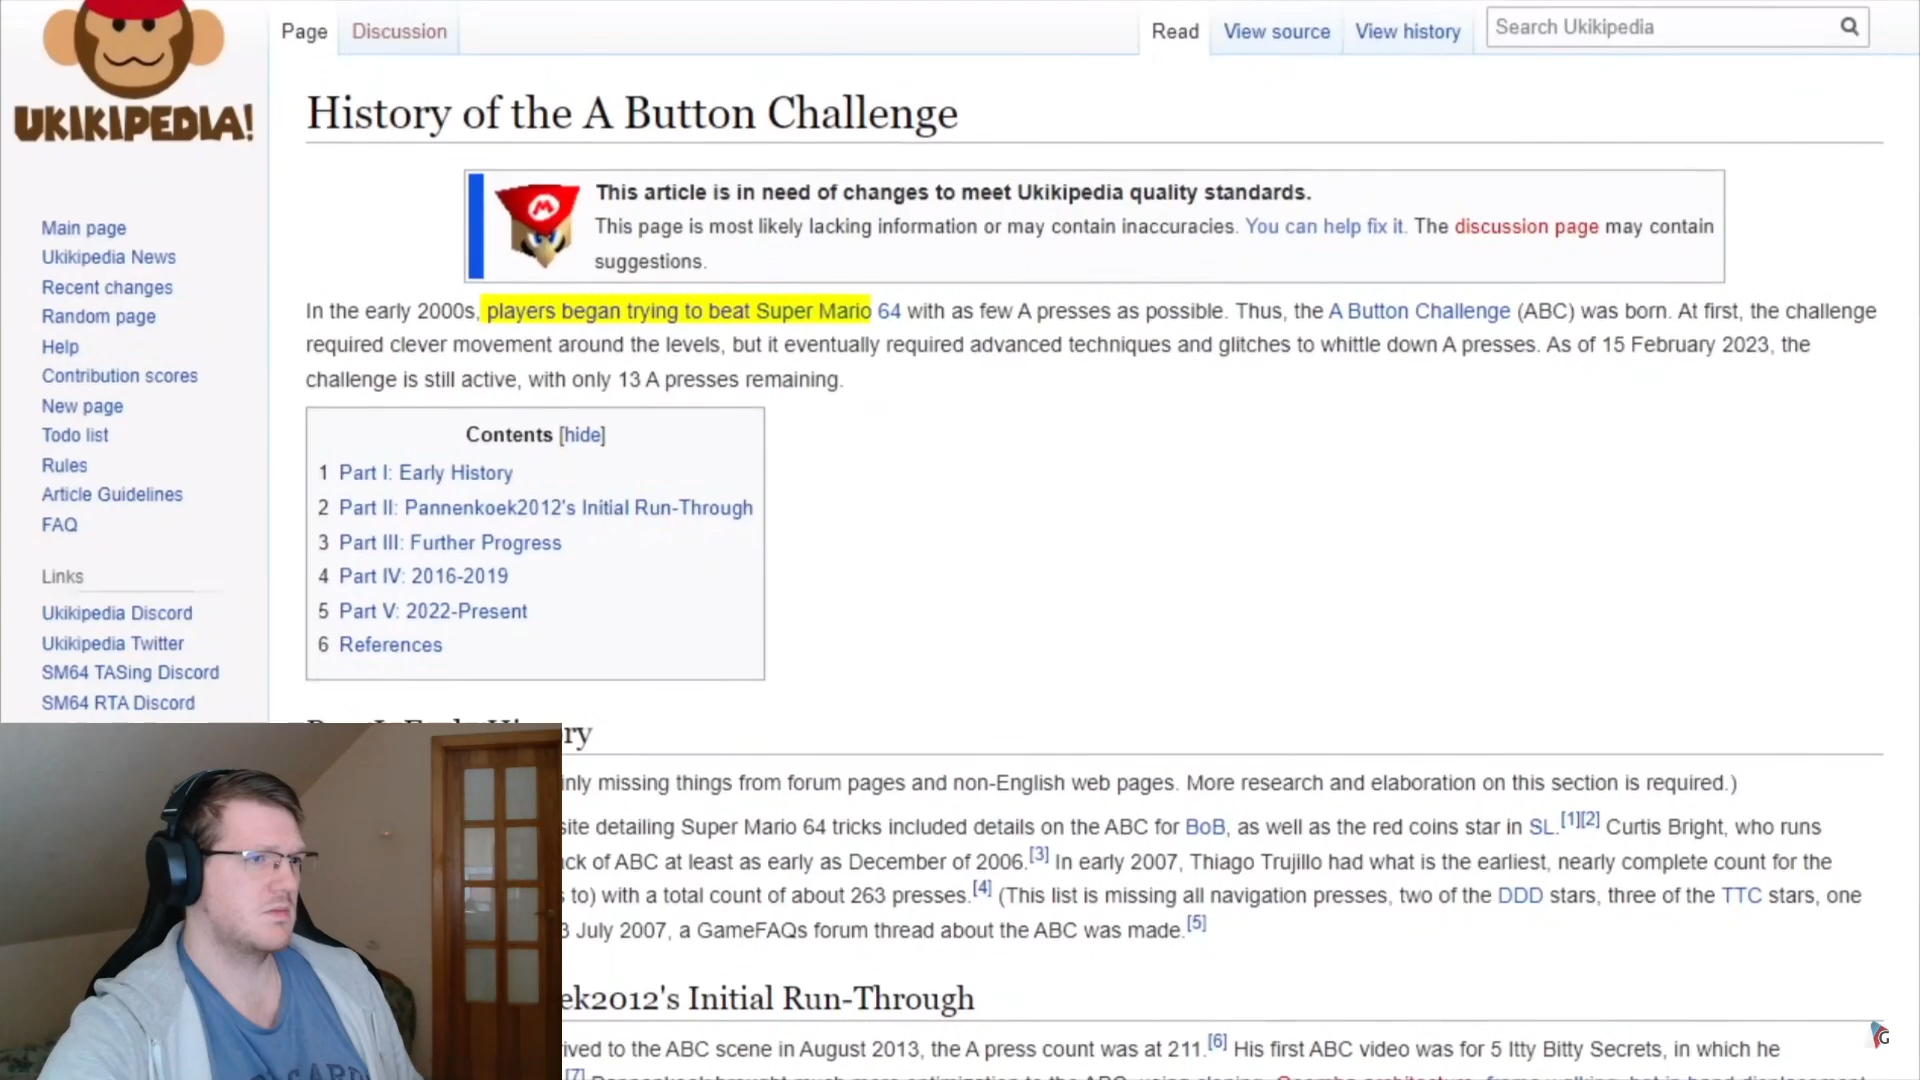 Page Discussion Read View source View history Search Ukikipedia
UKIKIPEDIA!
Main page
Ukikipedia News
Recent changes
Random page
Help
Contribution scores
New page
Todo list
Rules
Article Guidelines
FAQ
Links
Ukikipedia Discord
Ukikipedia Twitter
SM64 TASing Discord
SM64 RTA Discord
History of the A Button Challenge
M
This article is in need of changes to meet Ukikipedia quality standards.
This page is most likely lacking information or may contain inaccuracies. You can help fix it. The discussion page may contain
suggestions.
In the early 2000s, players began trying to beat Super Mario 64 with as few A presses as possible. Thus, the A Button Challenge (ABC) was born. At first, the challenge
required clever movement around the levels, but it eventually required advanced techniques and glitches to whittle down A presses. As of 15 February 2023, the
challenge is still active, with only 13 A presses remaining.
Contents [hide]
1 Part I: Early History
2 Part II: Pannenkoek2012's Initial Run-Through
3 Part III: Further Progress
4 Part IV: 2016-2019
5 Part V: 2022-Present
6 References
ry
inly missing things from forum pages and non-English web pages. More research and elaboration on this section is required.)
site detailing Super Mario 64 tricks included details on the ABC for BoB, as well as the red coins star in SL.[1][2] Curtis Bright, who runs
ck of ABC at least as early as December of 2006.[3] In early 2007, Thiago Trujillo had what is the earliest, nearly complete count for the
s to) with a total count of about 263 presses.[4] (This list is missing all navigation presses, two of the DDD stars, three of the TTC stars, one
3 July 2007, a GameFAQs forum thread about the ABC was made.[5]
ek2012's Initial Run-Through
ived to the ABC scene in August 2013, the A press count was at 211.[6] His first ABC video was for 5 Itty Bitty Secrets, in which he
[7]
G